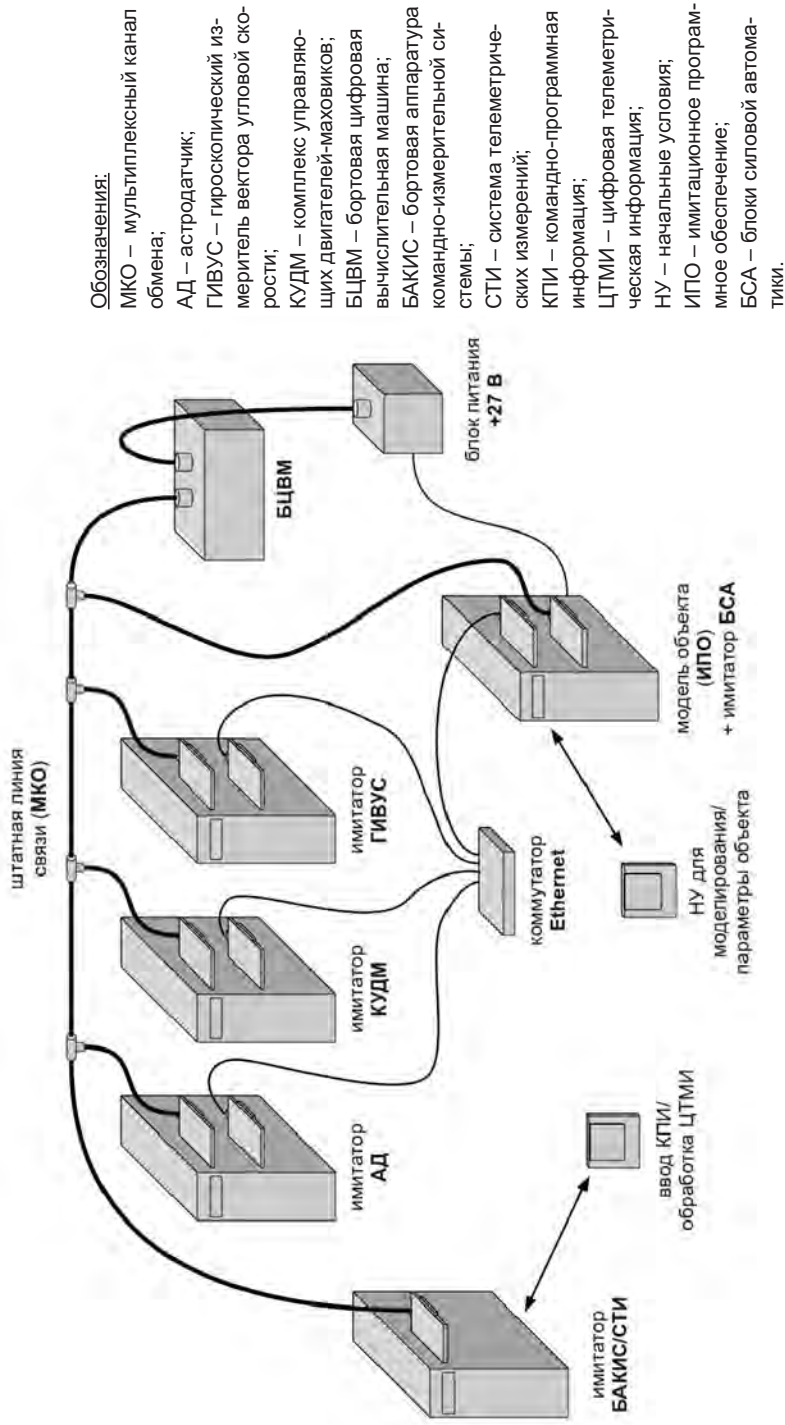 штатная линия
связи (МКО)
БЦВМ
блок питания
+27 В
имитатор
ГИВУС
имитатор
КУДМ
имитатор
АД
имитатор
БАКИС/СТИ
ввод КПИ/
обработка ЦТМИ
коммутатор
Ethernet
НУ для
моделирования/
параметры объекта
модель объекта
(ИПО)
+ имитатор БСА
Обозначения:
МКО – мультиплексный канал
обмена;
АД – астродатчик;
ГИВУС – гироскопический из-
меритель вектора угловой ско-
рости;
КУДМ – комплекс управляю-
щих двигателей-маховиков;
БЦВМ – бортовая цифровая
вычислительная машина;
БАКИС – бортовая аппаратура
командно-измерительной си-
стемы;
СТИ – система телеметриче-
ских измерений;
КПИ – командно-программная
информация;
ЦТМИ – цифровая телеметри-
ческая информация;
НУ – начальные условия;
ИПО – имитационное програм-
мное обеспечение;
БСА – блоки силовой автома-
тики.